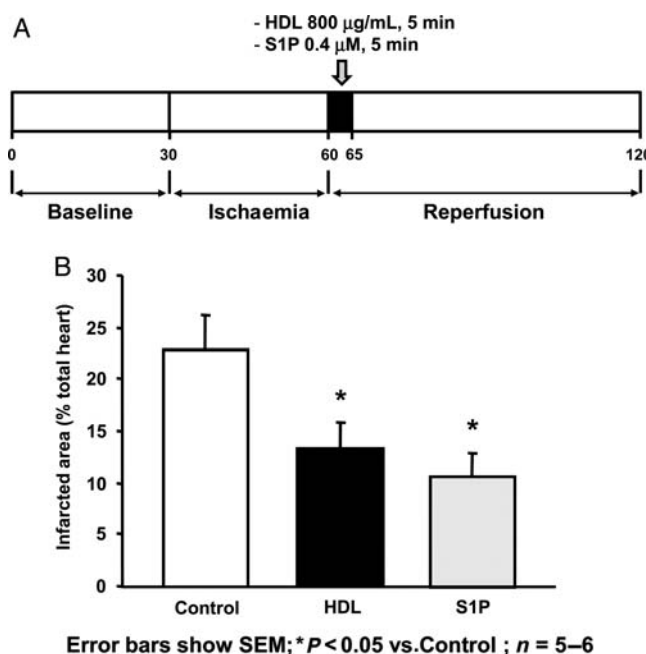 A
- HDL 800 μg/mL, 5 min
- S1P 0.4 μM, 5 min
0 30 60 65 120
Baseline Ischaemia Reperfusion
B
Infarcted area (% total heart)
30
25
20
15
10
5
0
* *
Control HDL S1P
Error bars show SEM; *P < 0.05 vs.Control ; n = 5–6